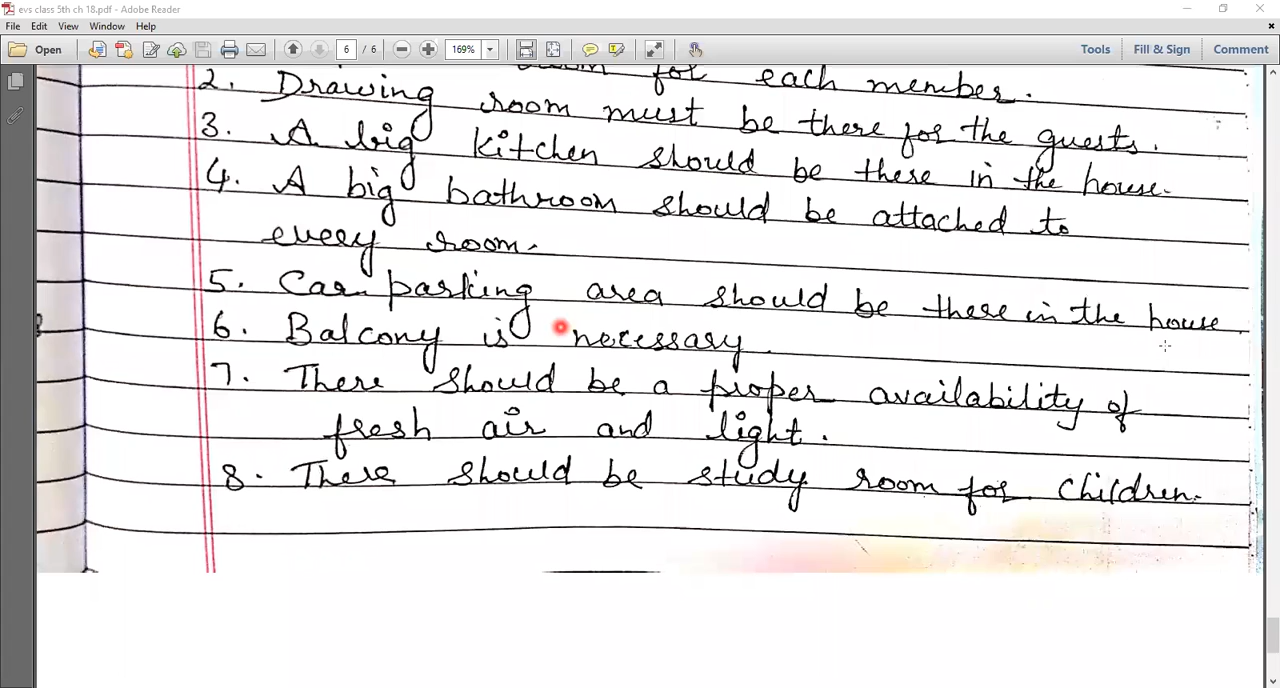 evs class 5th ch 18.pdf - Adobe Reader
File Edit View Window Help
Open 6 / 6 169% Tools Fill & Sign Comment
room for each member.
2. Drawing room must be there for the guests.
3. A big kitchen should be there in the house.
4. A big bathroom should be attached to
every room.
5. Car parking area should be there in the house.
6. Balcony is necessary.
7. There should be a proper availability of
fresh air and light.
8. There should be study room for children.